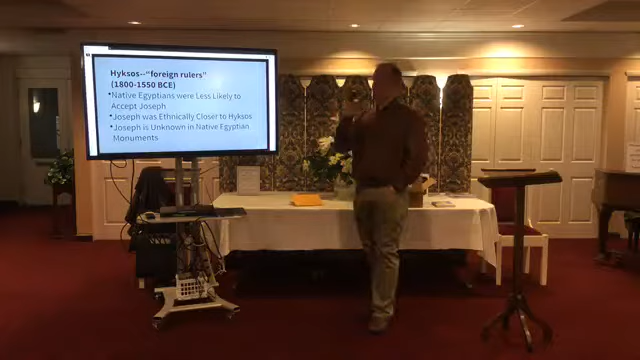 Hyksos--“foreign rulers”
(1800-1550 BCE)
•Native Egyptians were Less Likely to
Accept Joseph
•Joseph was Ethnically Closer to Hyksos
•Joseph is Unknown in Native Egyptian
Monuments